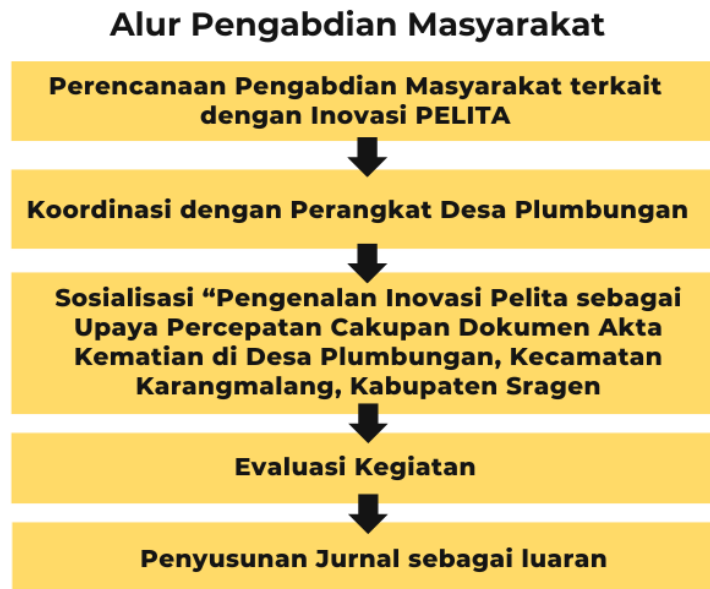 Alur Pengabdian Masyarakat
Perencanaan Pengabdian Masyarakat terkait
dengan Inovasi PELITA
Koordinasi dengan Perangkat Desa Plumbungan
Sosialisasi “Pengenalan Inovasi Pelita sebagai
Upaya Percepatan Cakupan Dokumen Akta
Kematian di Desa Plumbungan, Kecamatan
Karangmalang, Kabupaten Sragen
Evaluasi Kegiatan
Penyusunan Jurnal sebagai luaran